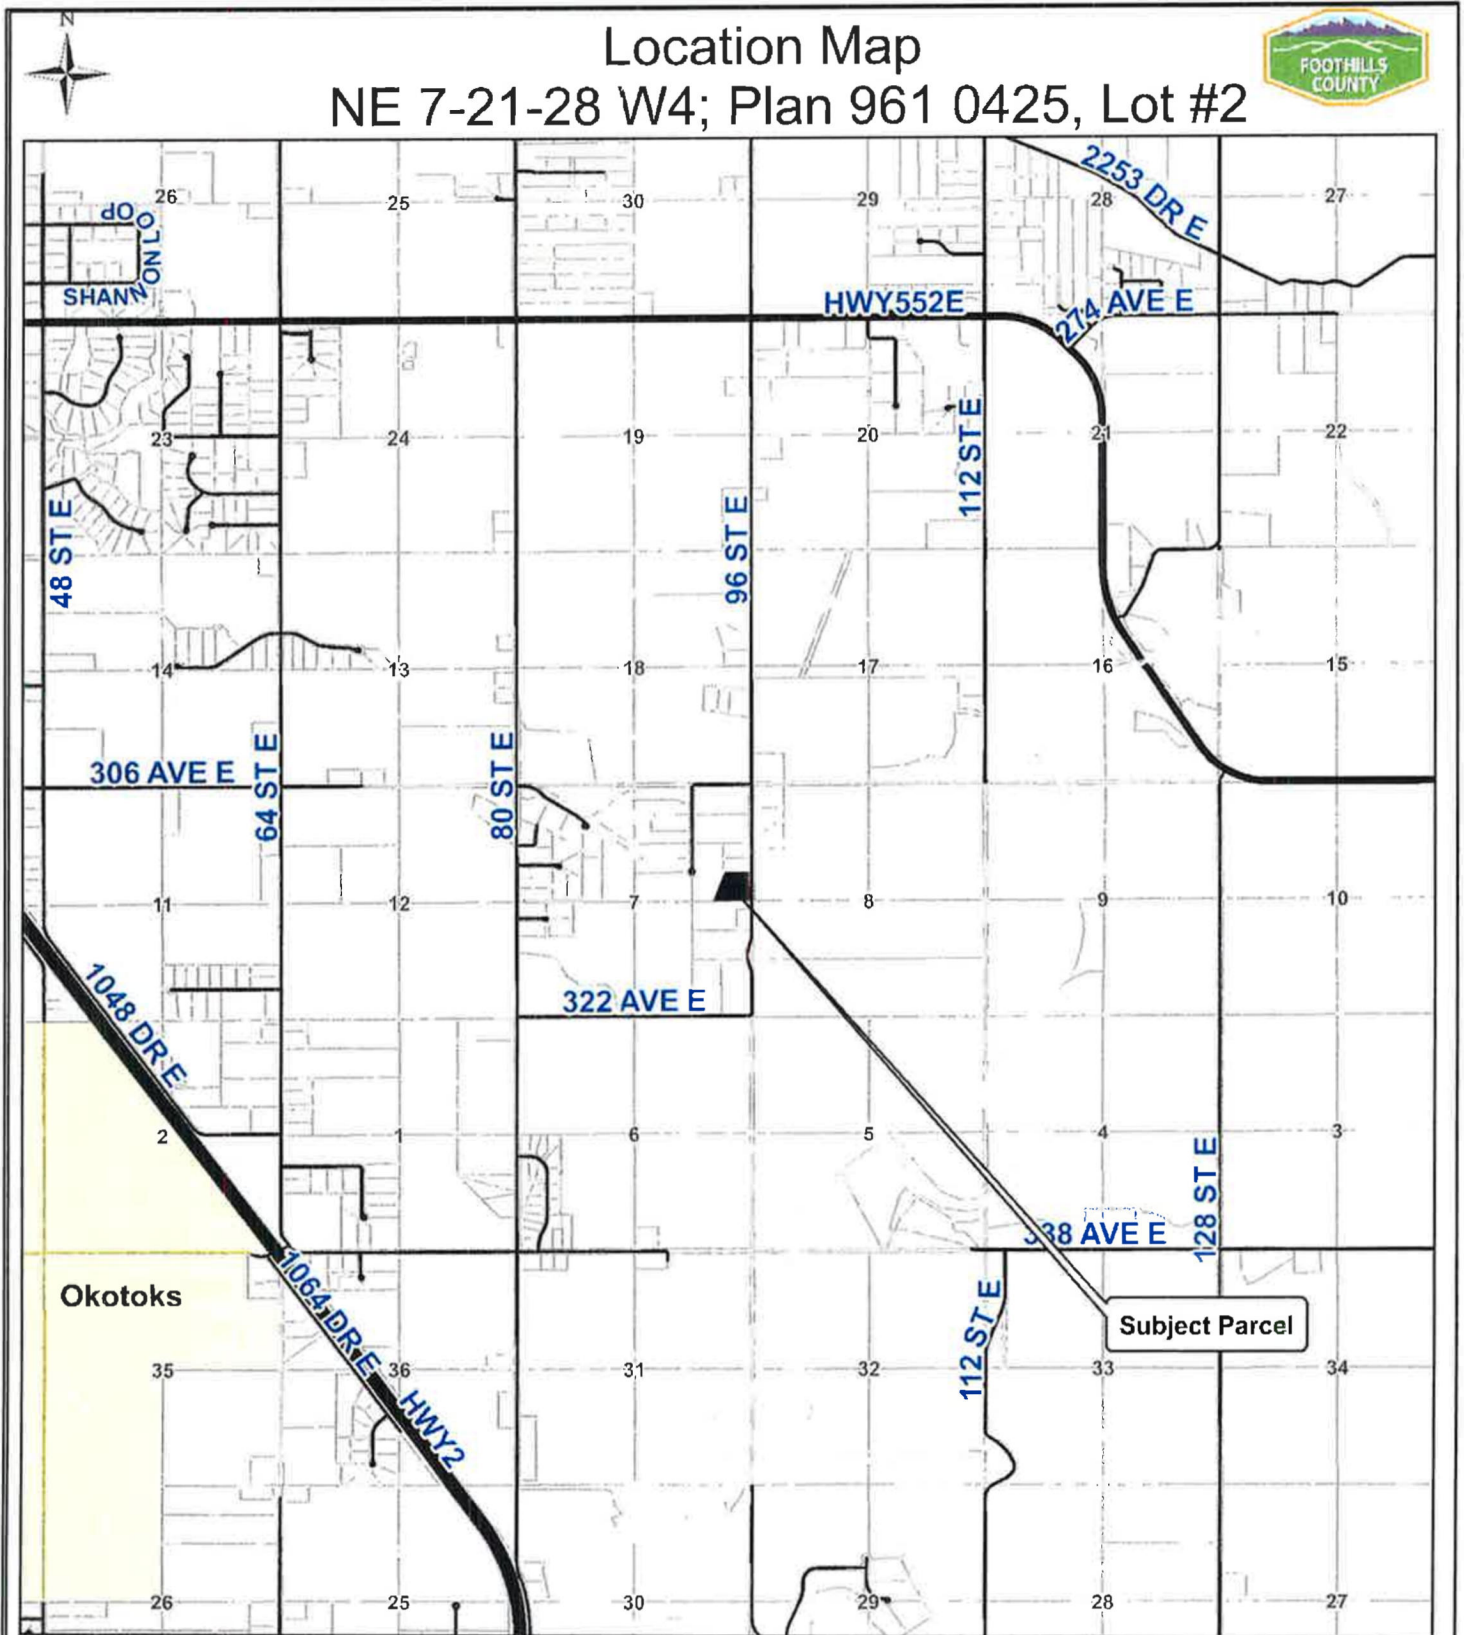 N
Location Map
NE 7-21-28 W4; Plan 961 0425, Lot #2
FOOTHILLS
COUNTY
2253 DR E
26
25
30
29
28
27
SHANNON LOOP
HWY552E
274 AVE E
23
24
19
20
21
22
48 ST E
96 ST E
112 ST E
14
13
18
17
16
15
306 AVE E
64 ST E
80 ST E
11
12
7
8
9
10
1048 DR E
322 AVE E
2
1
6
5
4
3
128 ST E
338 AVE E
Okotoks
1064 DR E
112 ST E
Subject Parcel
35
36
31
32
33
34
HWY2
26
25
30
29
28
27